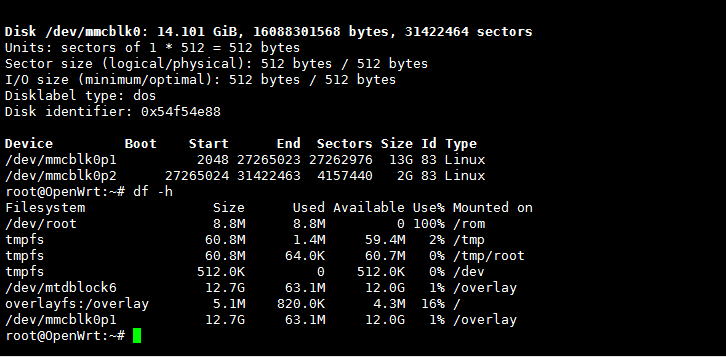 Disk /dev/mmcblk0: 14.101 GiB, 16088301568 bytes, 31422464 sectors
Units: sectors of 1 * 512 = 512 bytes
Sector size (logical/physical): 512 bytes / 512 bytes
I/O size (minimum/optimal): 512 bytes / 512 bytes
Disklabel type: dos
Disk identifier: 0x54f54e88
Device         Boot    Start      End  Sectors Size Id Type
/dev/mmcblk0p1          2048 27265023 27262976  13G 83 Linux
/dev/mmcblk0p2      27265024 31422463  4157440   2G 83 Linux
root@OpenWrt:~# df -h
Filesystem                Size      Used Available Use% Mounted on
/dev/root                 8.8M      8.8M         0 100% /rom
tmpfs                    60.8M      1.4M     59.4M   2% /tmp
tmpfs                    60.8M     64.0K     60.7M   0% /tmp/root
tmpfs                   512.0K         0    512.0K   0% /dev
/dev/mtdblock6           12.7G     63.1M     12.0G   1% /overlay
overlayfs:/overlay        5.1M    820.0K      4.3M  16% /
/dev/mmcblk0p1           12.7G     63.1M     12.0G   1% /overlay
root@OpenWrt:~#